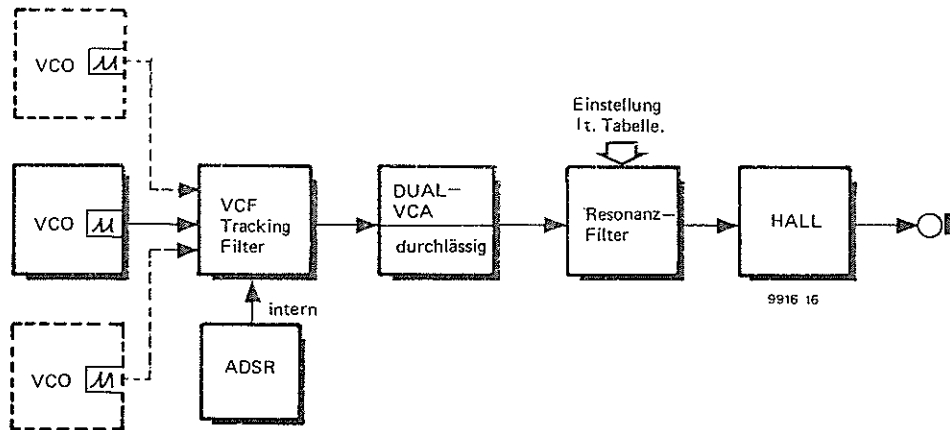 VCO
Einstellung
lt. Tabelle.
VCO
VCF
Tracking
Filter
DUAL–
VCA
durchlässig
Resonanz–
Filter
HALL
9916 16
intern
VCO
ADSR